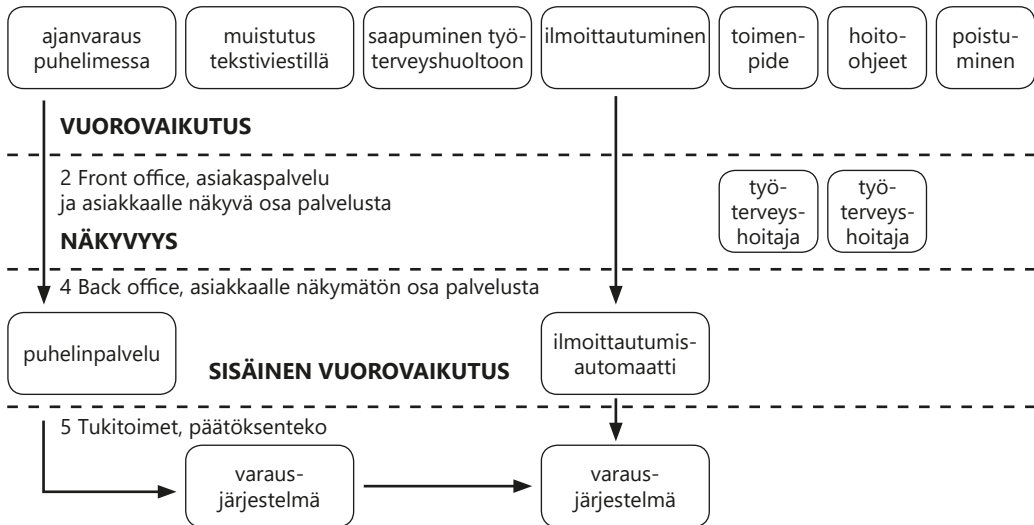 ajanvaraus
puhelimessa
muistutus
tekstiviestillä
saapuminen työ-
terveyshuoltoon
ilmoittautuminen
toimen-
pide
hoito-
ohjeet
poistu-
minen
VUOROVAIKUTUS
2 Front office, asiakaspalvelu
ja asiakkaalle näkyvä osa palvelusta
työ-
terveys-
hoitaja
työ-
terveys-
hoitaja
NÄKYVYYS
4 Back office, asiakkaalle näkymätön osa palvelusta
puhelinpalvelu
ilmoittautumis-
automaatti
SISÄINEN VUOROVAIKUTUS
5 Tukitoimet, päätöksenteko
varaus-
järjestelmä
varaus-
järjestelmä